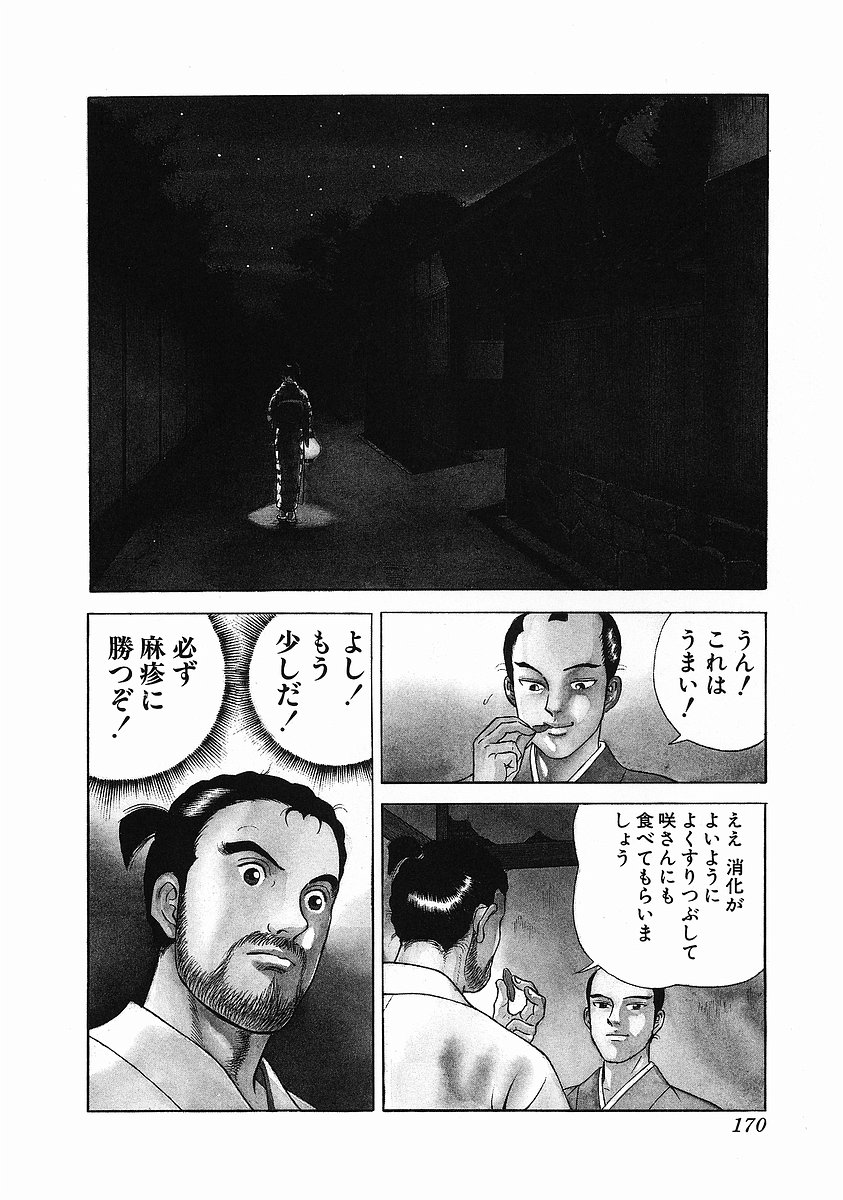 うん！
これは
うまい！
ええ 消化が
よいように
よくすりつぶして
咲さんにも
食べてもらいま
しょう
よし！
もう
少しだ！
必ず
麻疹に
勝つぞ！
170